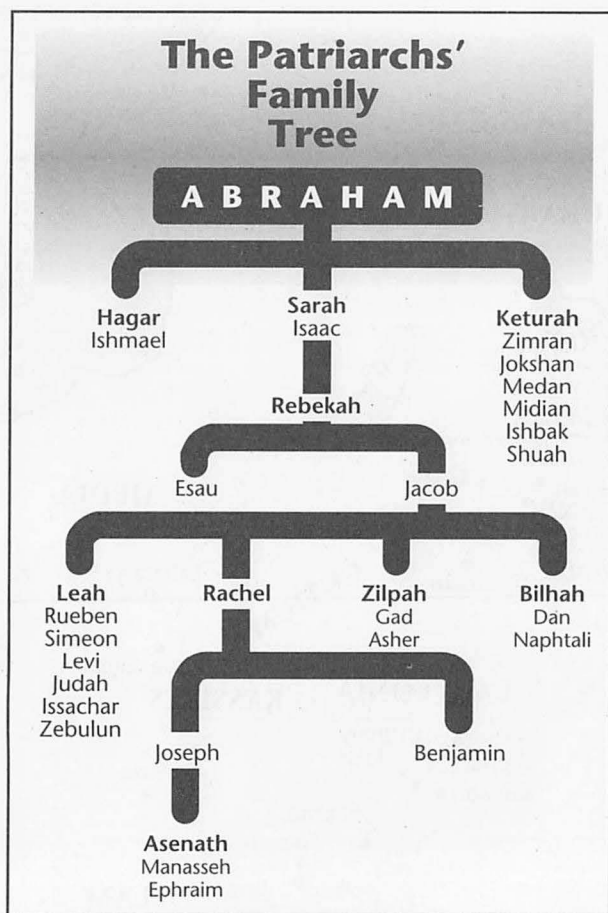 The Patriarchs'
Family
Tree
ABRAHAM
Hagar
Ishmael
Sarah
Isaac
Keturah
Zimran
Jokshan
Medan
Midian
Ishbak
Shuah
Rebekah
Esau
Jacob
Leah
Rueben
Simeon
Levi
Judah
Issachar
Zebulun
Rachel
Zilpah
Gad
Asher
Bilhah
Dan
Naphtali
Joseph
Benjamin
Asenath
Manasseh
Ephraim